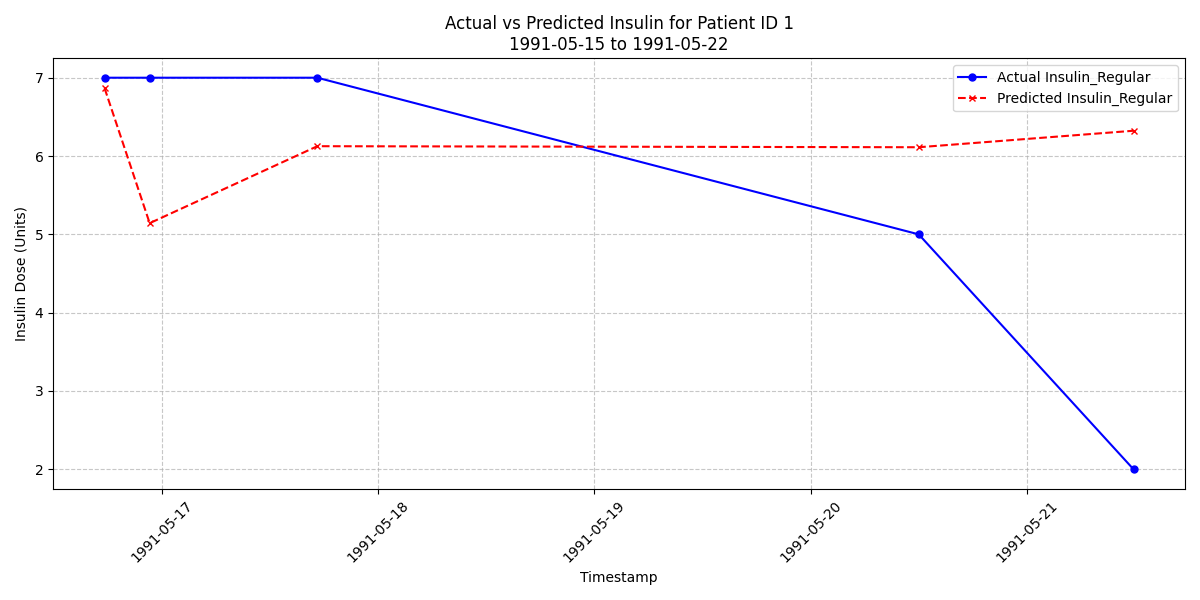 Actual vs Predicted Insulin for Patient ID 1
1991-05-15 to 1991-05-22
Actual Insulin_Regular
Predicted Insulin_Regular
Insulin Dose (Units)
7
6
5
4
3
2
1991-05-17
1991-05-18
1991-05-19
1991-05-20
1991-05-21
Timestamp